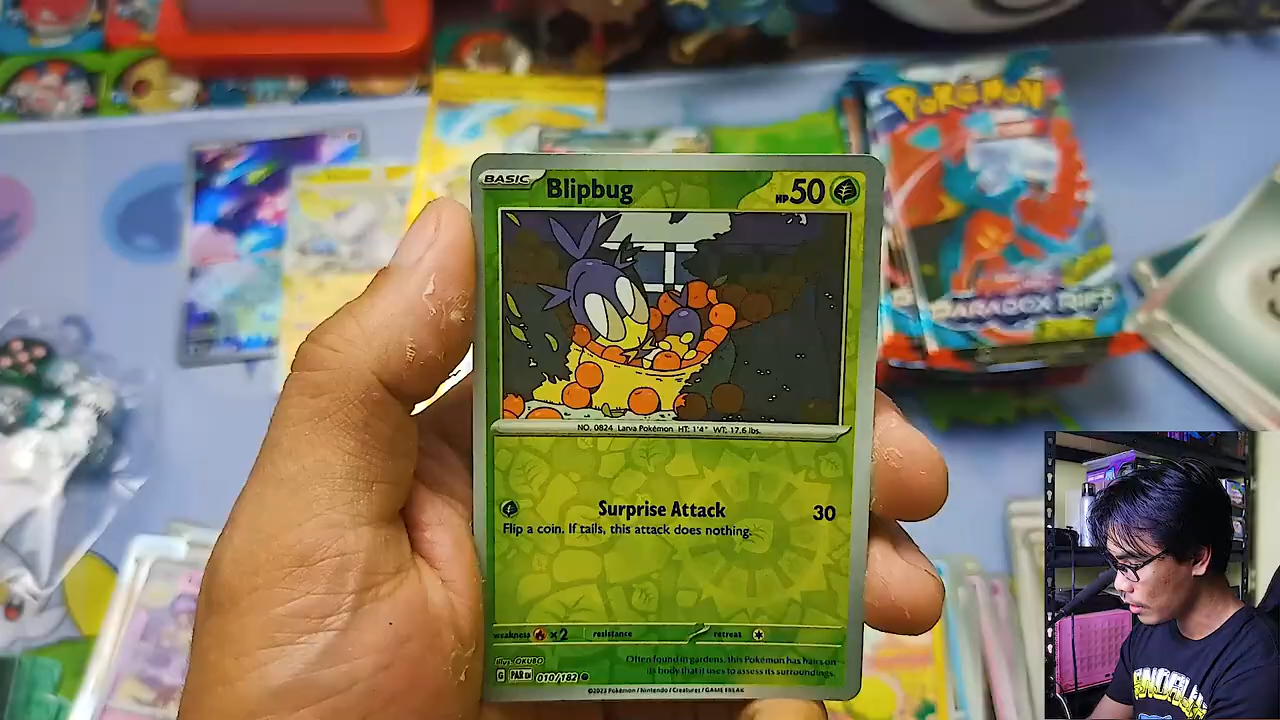 POKÉMON
PARADOX RIFT
BASIC Blipbug HP 50
NO. 0824 Larva Pokémon HT: 1'4" WT: 17.6 lbs.
Surprise Attack 30
Flip a coin. If tails, this attack does nothing.
weakness ×2 resistance retreat
Illus. OKUBO
G PAR EN 010/182
Often found in gardens, this Pokémon has hairs on
its body that it uses to assess its surroundings.
©2023 Pokémon / Nintendo / Creatures / GAME FREAK